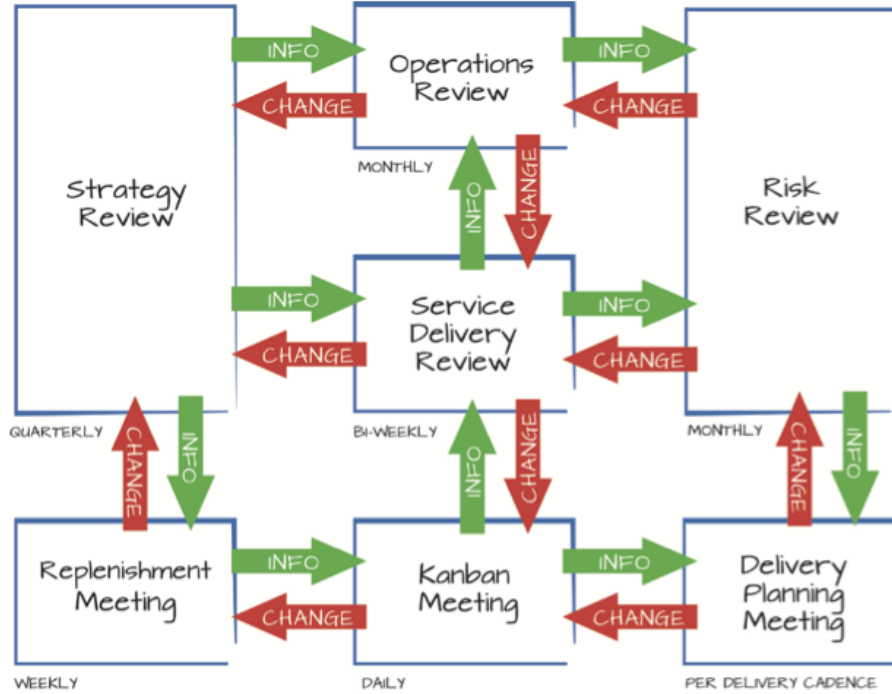 INFO
CHANGE
Operations
Review
MONTHLY
INFO
CHANGE
Strategy
Review
QUARTERLY
INFO
CHANGE
Risk
Review
MONTHLY
INFO
CHANGE
Service
Delivery
Review
BI-WEEKLY
INFO
CHANGE
CHANGE
INFO
INFO
CHANGE
CHANGE
INFO
Replenishment
Meeting
WEEKLY
INFO
CHANGE
Kanban
Meeting
DAILY
INFO
CHANGE
Delivery
Planning
Meeting
PER DELIVERY CADENCE